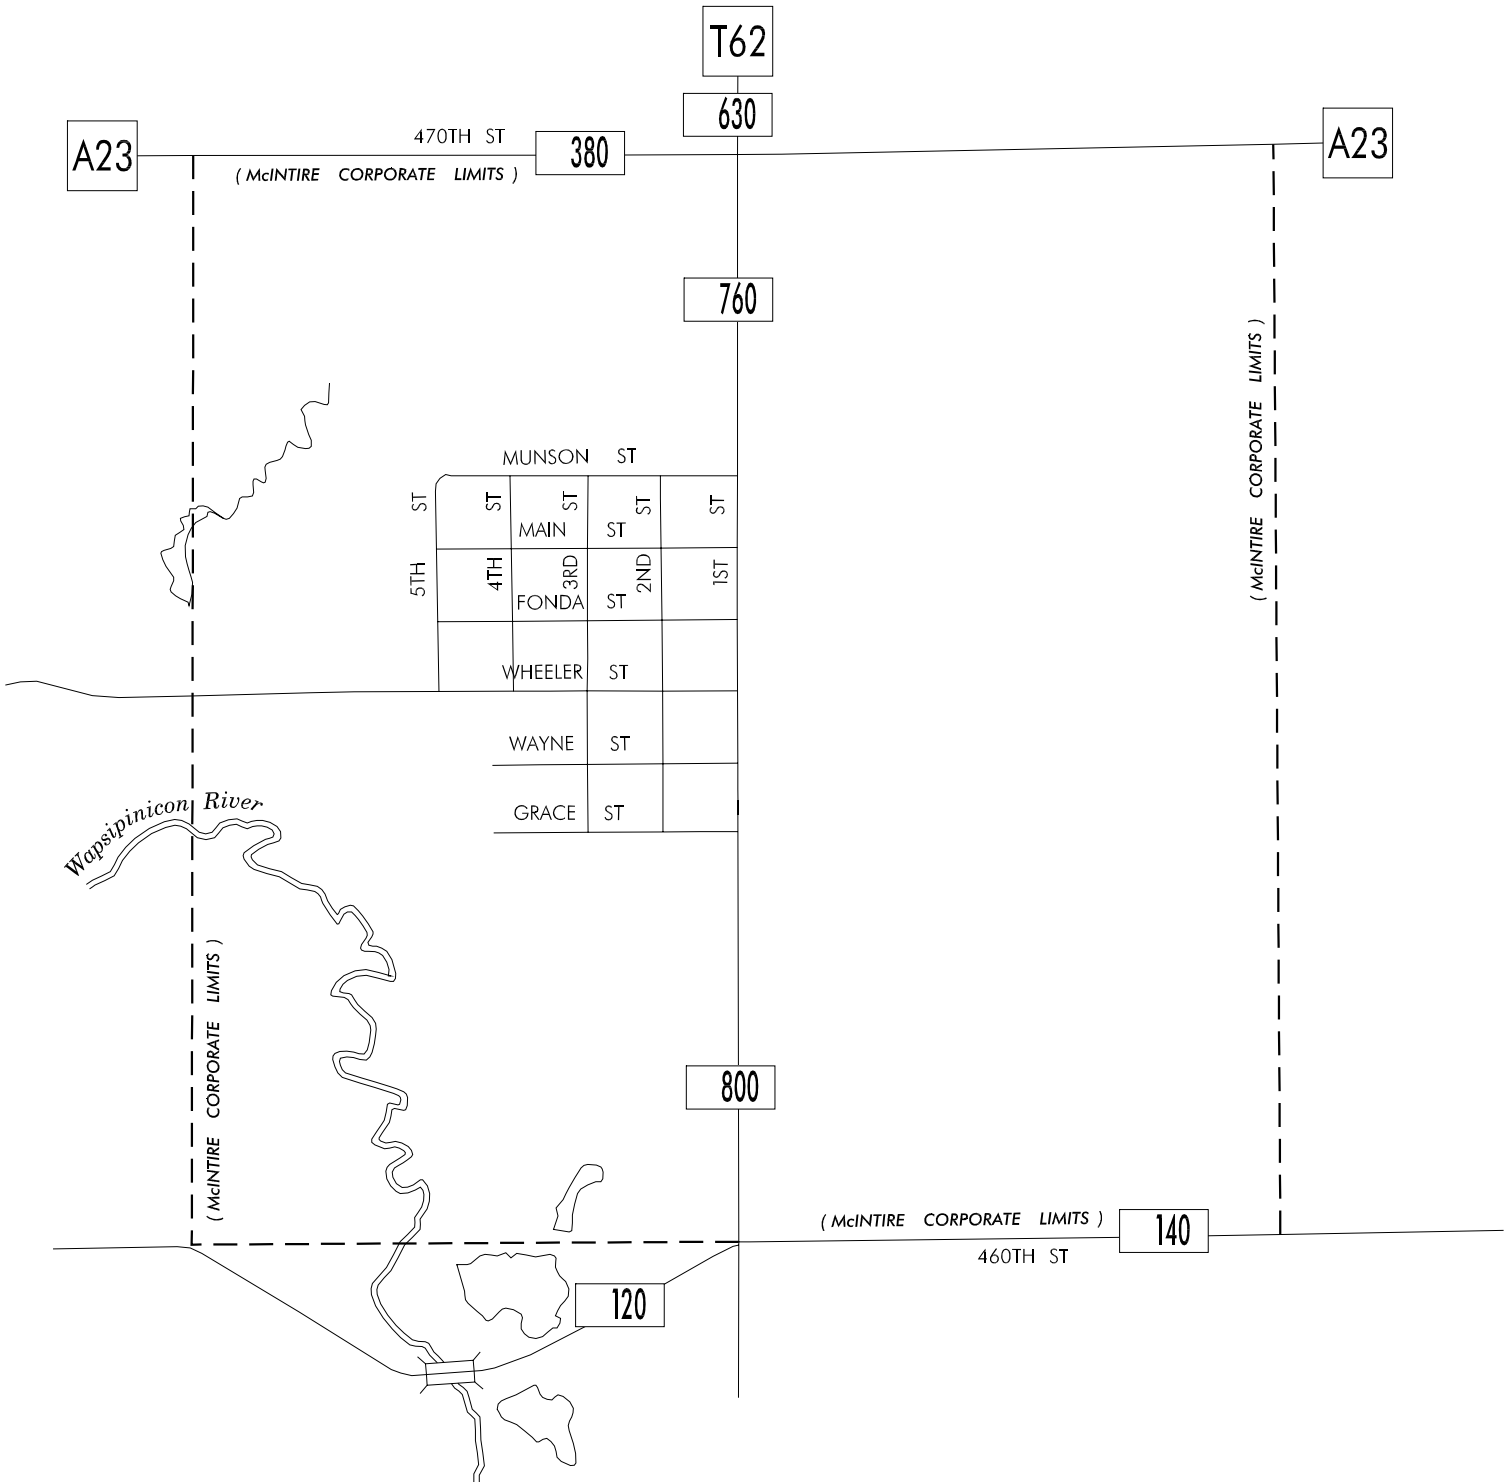 T62
630
A23
470TH ST
380
A23
( McINTIRE CORPORATE LIMITS )
760
( McINTIRE CORPORATE LIMITS )
MUNSON ST
5TH ST
4TH ST
3RD ST
2ND ST
1ST ST
MAIN ST
FONDA ST
WHEELER ST
WAYNE ST
GRACE ST
Wapsipinicon River
( McINTIRE CORPORATE LIMITS )
800
( McINTIRE CORPORATE LIMITS )
140
460TH ST
120